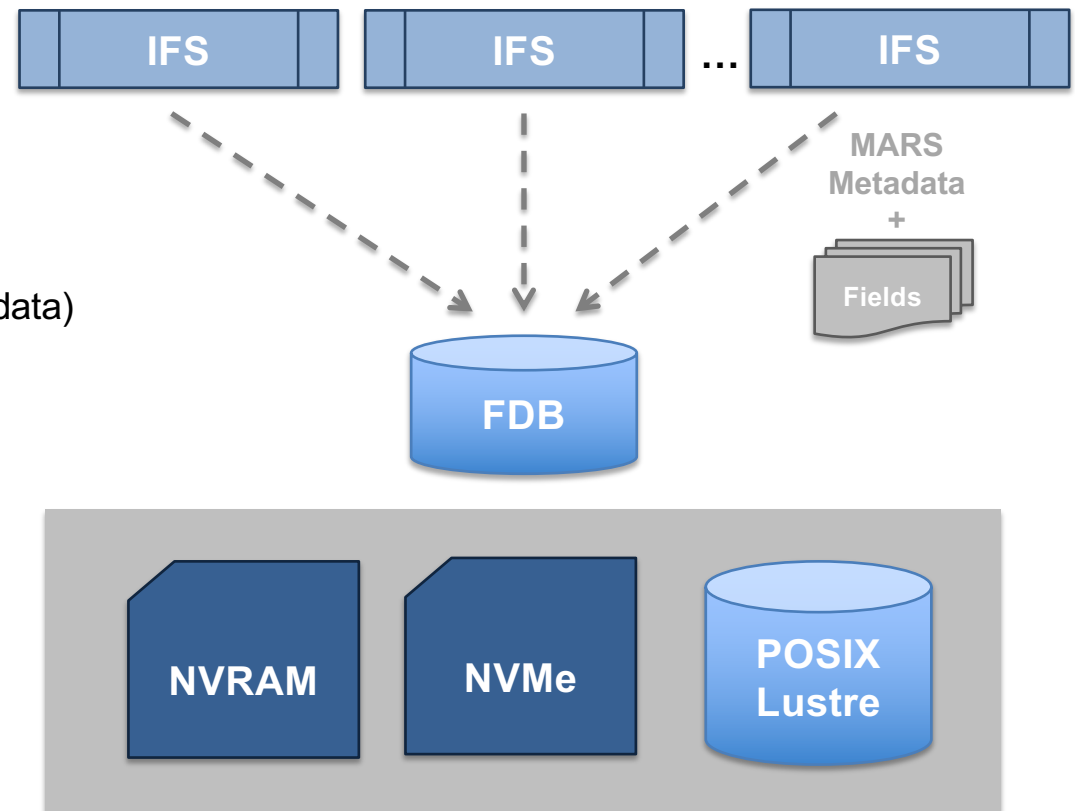 IFS
IFS
...
IFS
MARS
Metadata
+
Fields
data)
FDB
NVRAM
NVMe
POSIX
Lustre